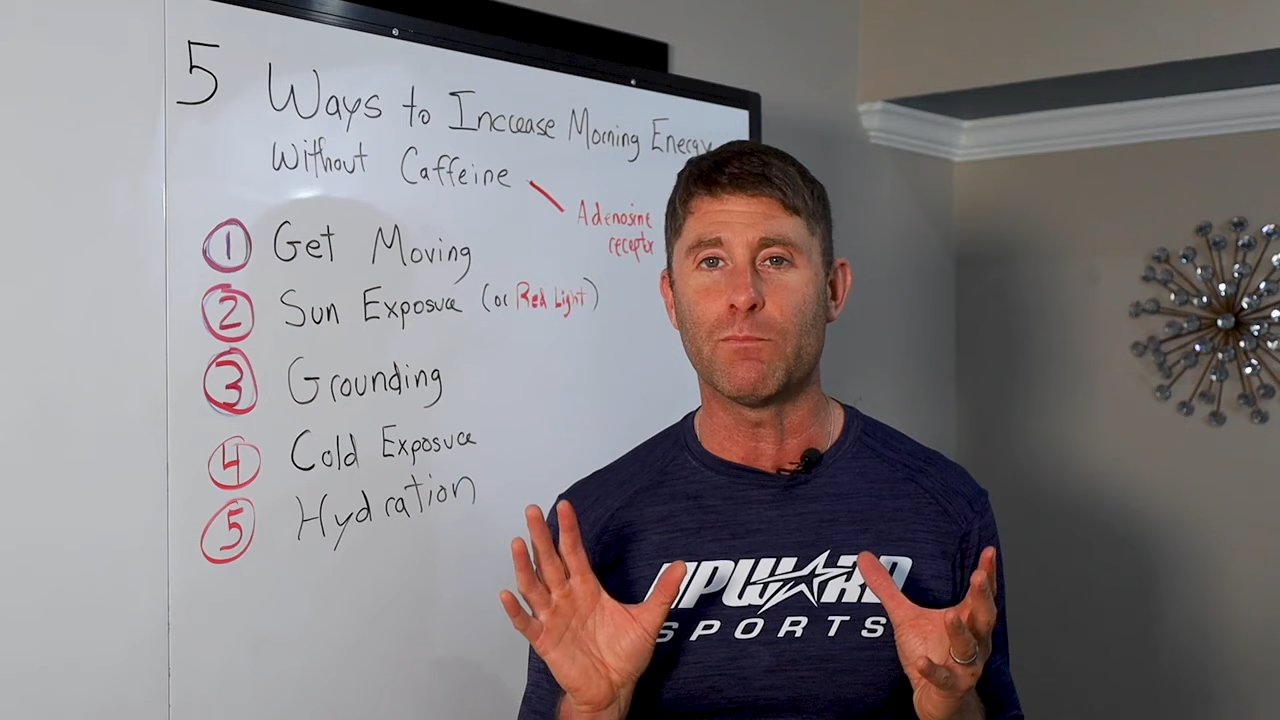 5 Ways to Increase Morning Energy
Without Caffeine
Adenosine
receptor
1 Get Moving
2 Sun Exposure (or Red Light)
3 Grounding
4 Cold Exposure
5 Hydration
UPWARD
SPORTS